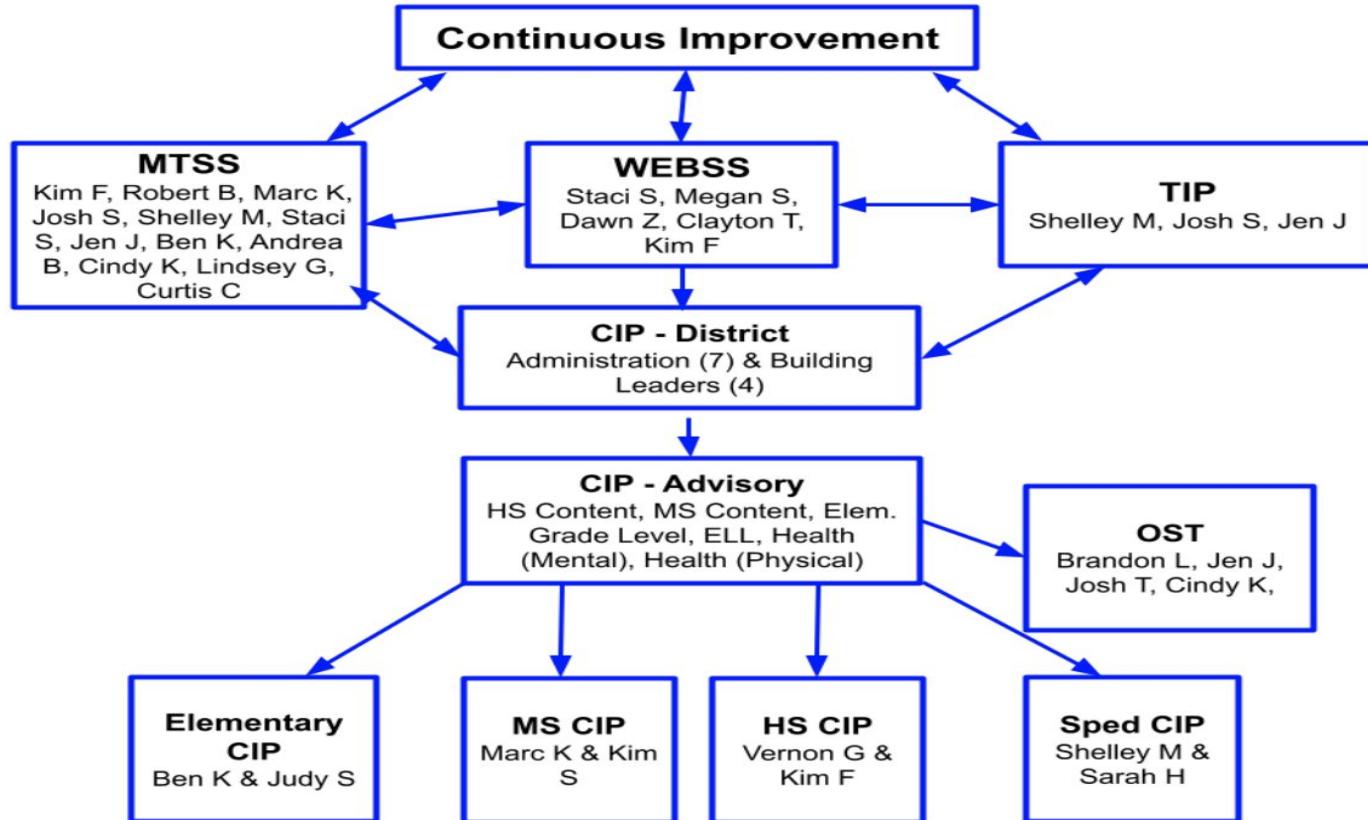 Continuous Improvement
MTSS
Kim F, Robert B, Marc K,
Josh S, Shelley M, Staci
S, Jen J, Ben K, Andrea
B, Cindy K, Lindsey G,
Curtis C
WEBSS
Staci S, Megan S,
Dawn Z, Clayton T,
Kim F
TIP
Shelley M, Josh S, Jen J
CIP - District
Administration (7) & Building
Leaders (4)
CIP - Advisory
HS Content, MS Content, Elem.
Grade Level, ELL, Health
(Mental), Health (Physical)
OST
Brandon L, Jen J,
Josh T, Cindy K,
Elementary
CIP
Ben K & Judy S
MS CIP
Marc K & Kim
S
HS CIP
Vernon G &
Kim F
Sped CIP
Shelley M &
Sarah H